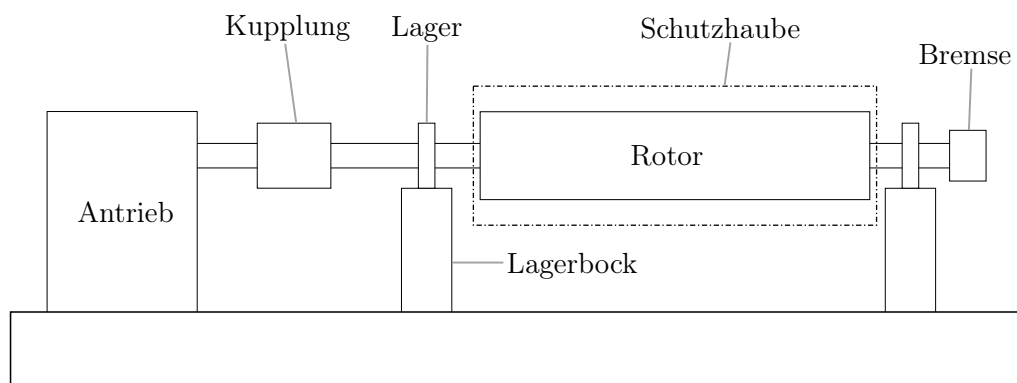 Kupplung
Lager
Schutzhaube
Bremse
Rotor
Antrieb
Lagerbock